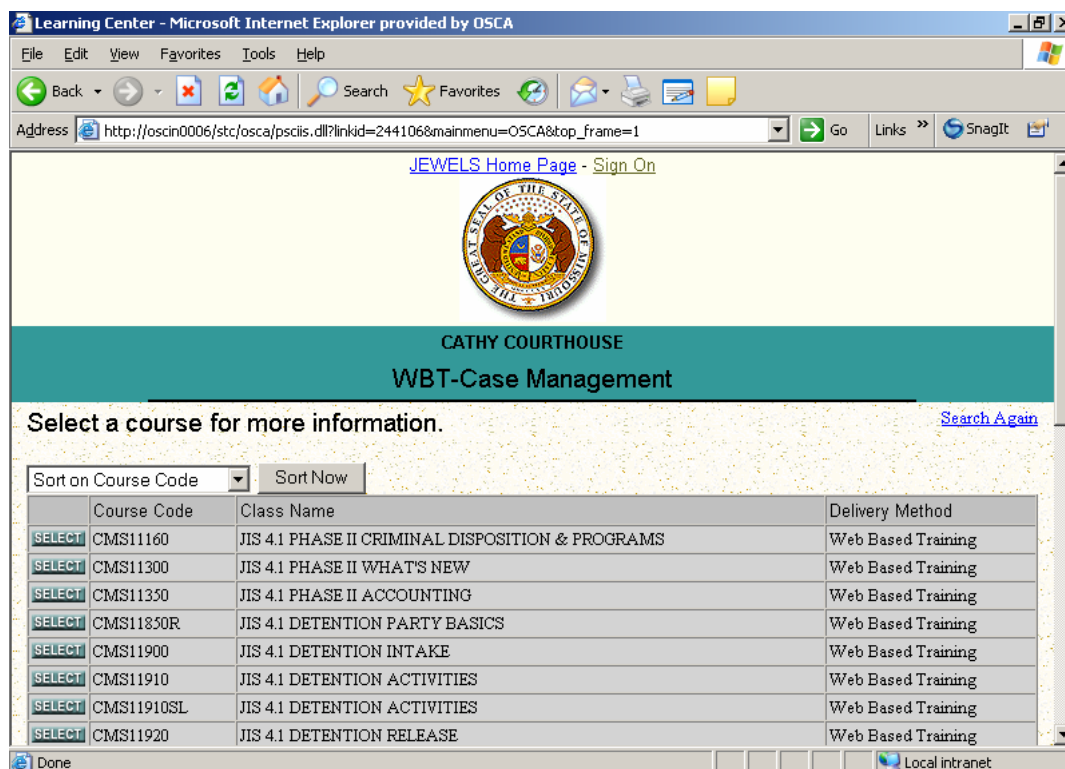 Learning Center - Microsoft Internet Explorer provided by OSCA
File Edit View Favorites Tools Help
Back Search Favorites
Address http://oscin0006/stc/osca/psciis.dll?linkid=244106&mainmenu=OSCA&top_frame=1 Go Links » SnagIt
JEWELS Home Page - Sign On
THE GREAT SEAL OF THE STATE OF MISSOURI
CATHY COURTHOUSE
WBT-Case Management
Select a course for more information. Search Again
Sort on Course Code Sort Now
Course Code Class Name Delivery Method
SELECT CMS11160 JIS 4.1 PHASE II CRIMINAL DISPOSITION & PROGRAMS Web Based Training
SELECT CMS11300 JIS 4.1 PHASE II WHAT'S NEW Web Based Training
SELECT CMS11350 JIS 4.1 PHASE II ACCOUNTING Web Based Training
SELECT CMS11850R JIS 4.1 DETENTION PARTY BASICS Web Based Training
SELECT CMS11900 JIS 4.1 DETENTION INTAKE Web Based Training
SELECT CMS11910 JIS 4.1 DETENTION ACTIVITIES Web Based Training
SELECT CMS11910SL JIS 4.1 DETENTION ACTIVITIES Web Based Training
SELECT CMS11920 JIS 4.1 DETENTION RELEASE Web Based Training
Done Local intranet